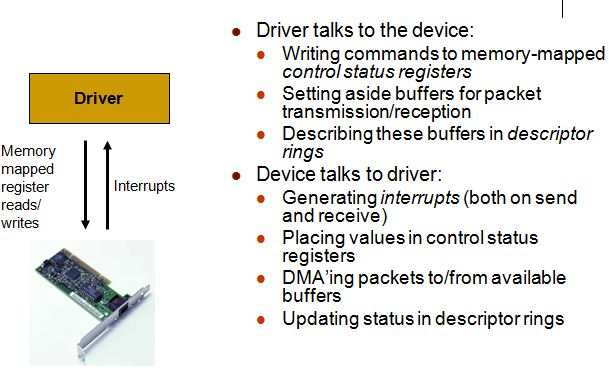 Driver
Memory
mapped
register
reads/
writes
Interrupts
Driver talks to the device:
Writing commands to memory-mapped
control status registers
Setting aside buffers for packet
transmission/reception
Describing these buffers in descriptor
rings
Device talks to driver:
Generating interrupts (both on send
and receive)
Placing values in control status
registers
DMA'ing packets to/from available
buffers
Updating status in descriptor rings